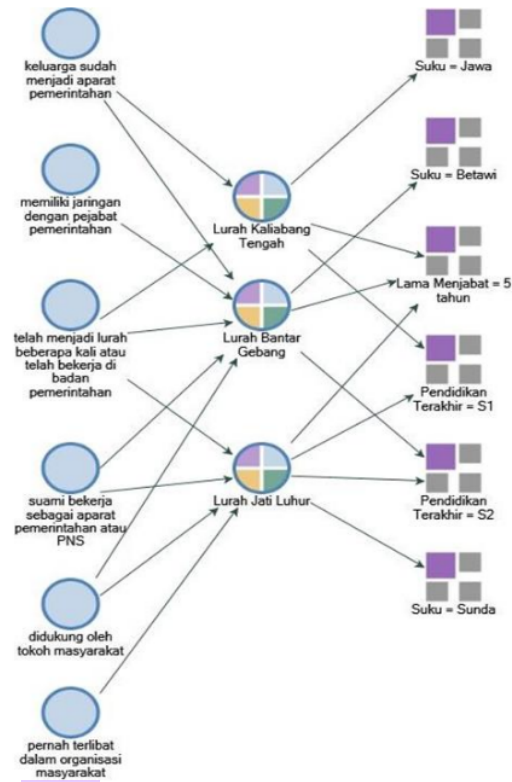 keluarga sudah
menjadi aparat
pemerintahan
memiliki jaringan
dengan pejabat
pemerintahan
telah menjadi lurah
beberapa kali atau
telah bekerja di
badan
pemerintahan
suami bekerja
sebagai aparat
pemerintahan atau
PNS
didukung oleh
tokoh masyarakat
pernah terlibat
dalam organisasi
masyarakat
Lurah Kaliabang
Tengah
Lurah Bantar
Gebang
Lurah Jati Luhur
Suku = Jawa
Suku = Betawi
Lama Menjabat = 5
tahun
Pendidikan
Terakhir = S1
Pendidikan
Terakhir = S2
Suku = Sunda